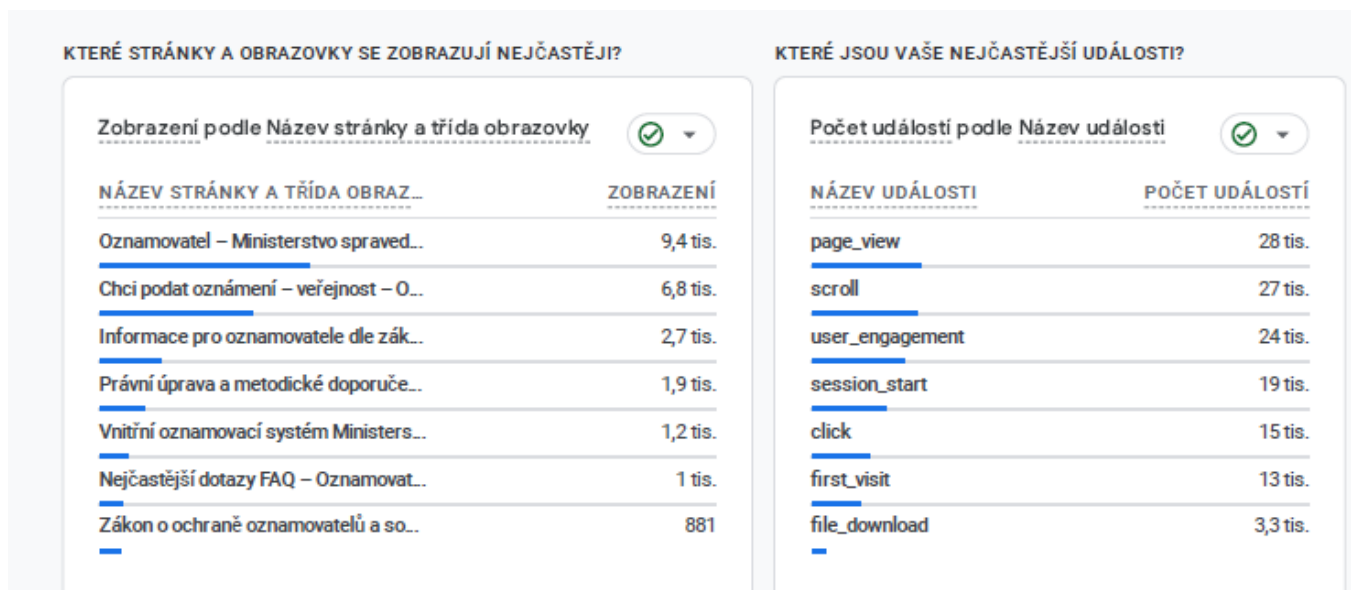 KTERÉ STRÁNKY A OBRAZOVKY SE ZOBRAZUJÍ NEJČASTĚJI?
Zobrazení podle Název stránky a třída obrazovky
NÁZEV STRÁNKY A TŘÍDA OBRAZ... ZOBRAZENÍ
Oznamovatel – Ministerstvo spraved... 9,4 tis.
Chci podat oznámení – veřejnost – O... 6,8 tis.
Informace pro oznamovatele dle zák... 2,7 tis.
Právní úprava a metodické doporuče... 1,9 tis.
Vnitřní oznamovací systém Ministers... 1,2 tis.
Nejčastější dotazy FAQ – Oznamovat... 1 tis.
Zákon o ochraně oznamovatelů a so... 881
KTERÉ JSOU VAŠE NEJČASTĚJŠÍ UDÁLOSTI?
Počet událostí podle Název události
NÁZEV UDÁLOSTI POČET UDÁLOSTÍ
page_view 28 tis.
scroll 27 tis.
user_engagement 24 tis.
session_start 19 tis.
click 15 tis.
first_visit 13 tis.
file_download 3,3 tis.